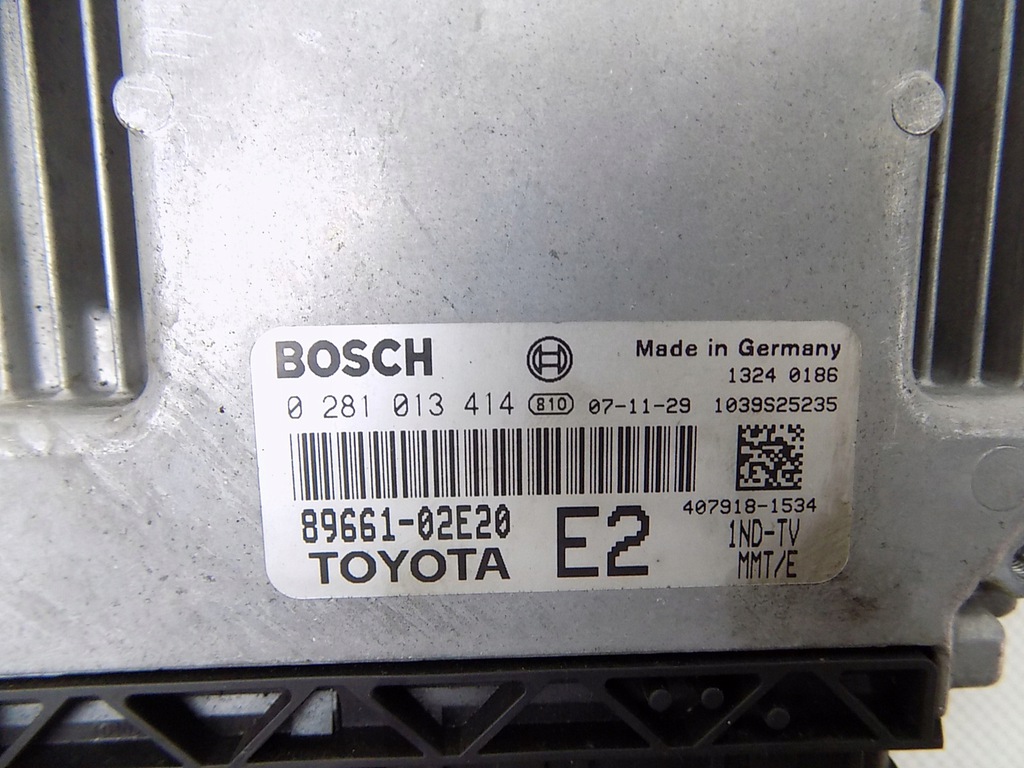 BOSCH Made in Germany
1324 0186
0 281 013 414 810 07-11-29 1039S25235
407918-1534
89661-02E20 E2 1ND-TV
TOYOTA MMT/E